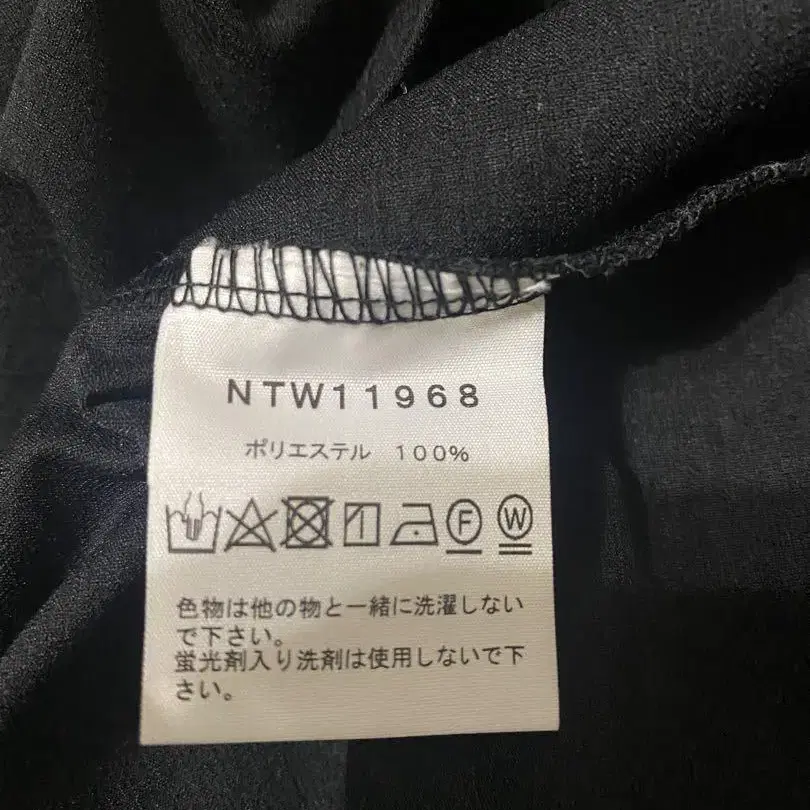 NTW11968
ポリエステル 100%
F W
色物は他の物と一緒に洗濯しない
で下さい。
蛍光剤入り洗剤は使用しないで下
さい。